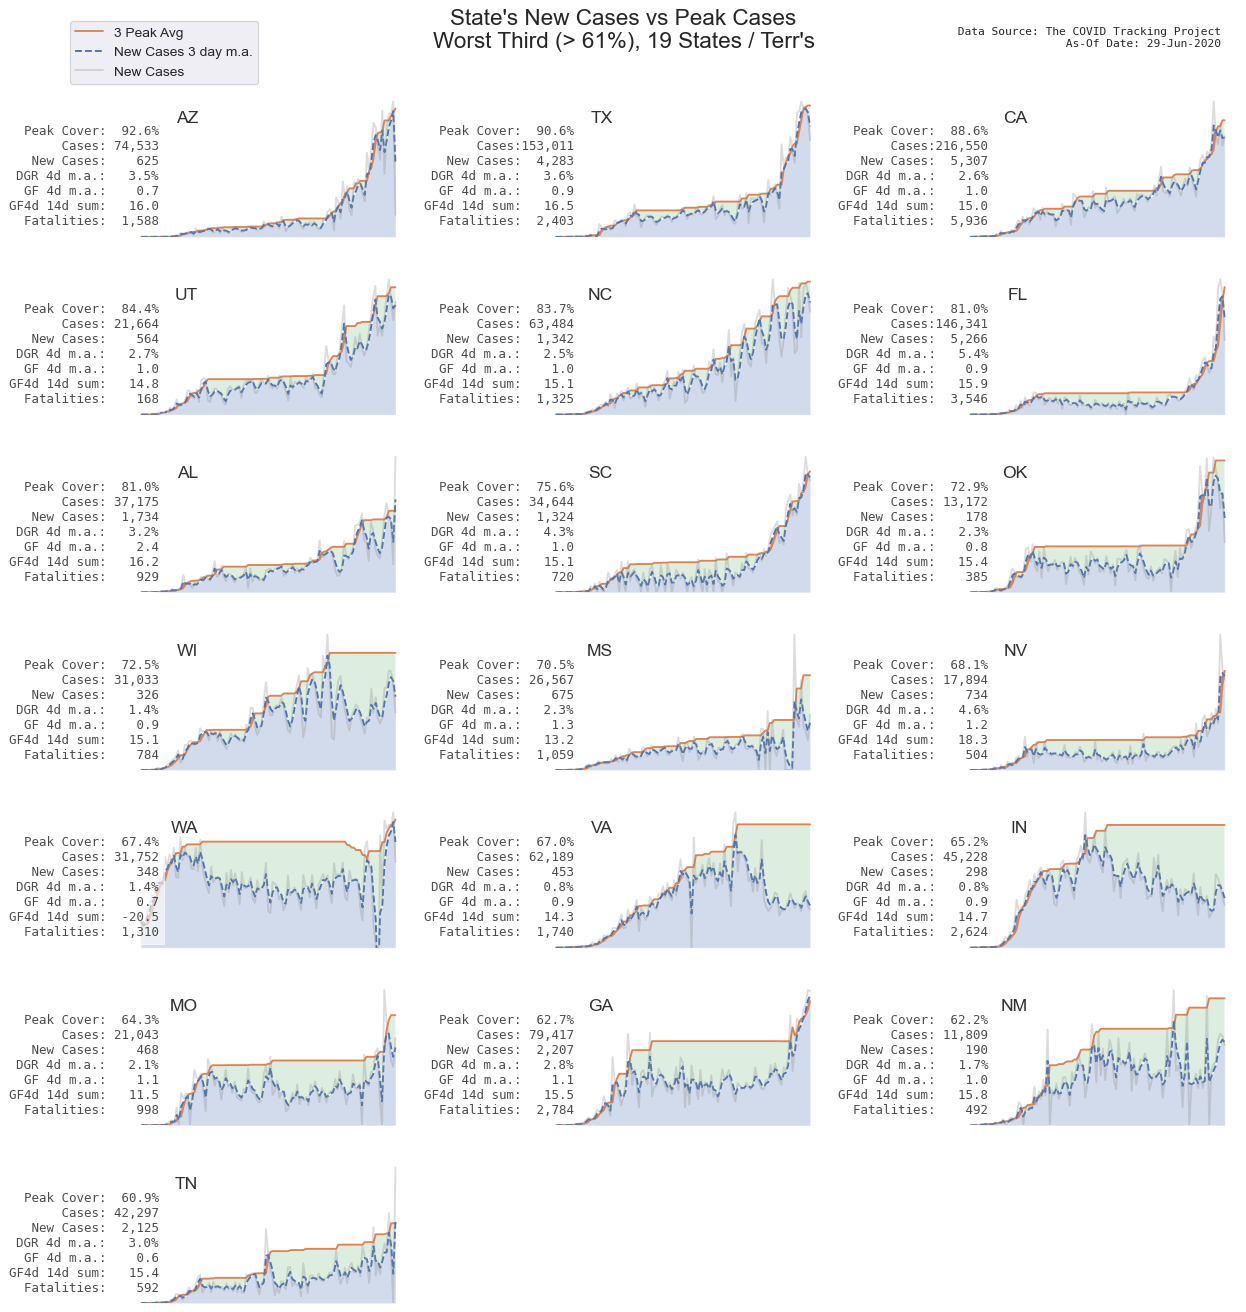 State's New Cases vs Peak Cases
Worst Third (> 61%), 19 States / Terr's
3 Peak Avg
New Cases 3 day m.a.
New Cases
Data Source: The COVID Tracking Project
As-Of Date: 29-Jun-2020
AZ
Peak Cover: 92.6%
Cases: 74,533
New Cases: 625
DGR 4d m.a.: 3.5%
GF 4d m.a.: 0.7
GF4d 14d sum: 16.0
Fatalities: 1,588
TX
Peak Cover: 90.6%
Cases:153,011
New Cases: 4,283
DGR 4d m.a.: 3.6%
GF 4d m.a.: 0.9
GF4d 14d sum: 16.5
Fatalities: 2,403
CA
Peak Cover: 88.6%
Cases:216,550
New Cases: 5,307
DGR 4d m.a.: 2.6%
GF 4d m.a.: 1.0
GF4d 14d sum: 15.0
Fatalities: 5,936
UT
Peak Cover: 84.4%
Cases: 21,664
New Cases: 564
DGR 4d m.a.: 2.7%
GF 4d m.a.: 1.0
GF4d 14d sum: 14.8
Fatalities: 168
NC
Peak Cover: 83.7%
Cases: 63,484
New Cases: 1,342
DGR 4d m.a.: 2.5%
GF 4d m.a.: 1.0
GF4d 14d sum: 15.1
Fatalities: 1,325
FL
Peak Cover: 81.0%
Cases:146,341
New Cases: 5,266
DGR 4d m.a.: 5.4%
GF 4d m.a.: 0.9
GF4d 14d sum: 15.9
Fatalities: 3,546
AL
Peak Cover: 81.0%
Cases: 37,175
New Cases: 1,734
DGR 4d m.a.: 3.2%
GF 4d m.a.: 2.4
GF4d 14d sum: 16.2
Fatalities: 929
SC
Peak Cover: 75.6%
Cases: 34,644
New Cases: 1,324
DGR 4d m.a.: 4.3%
GF 4d m.a.: 1.0
GF4d 14d sum: 15.1
Fatalities: 720
OK
Peak Cover: 72.9%
Cases: 13,172
New Cases: 178
DGR 4d m.a.: 2.3%
GF 4d m.a.: 0.8
GF4d 14d sum: 15.4
Fatalities: 385
WI
Peak Cover: 72.5%
Cases: 31,033
New Cases: 326
DGR 4d m.a.: 1.4%
GF 4d m.a.: 0.9
GF4d 14d sum: 15.1
Fatalities: 784
MS
Peak Cover: 70.5%
Cases: 26,567
New Cases: 675
DGR 4d m.a.: 2.3%
GF 4d m.a.: 1.3
GF4d 14d sum: 13.2
Fatalities: 1,059
NV
Peak Cover: 68.1%
Cases: 17,894
New Cases: 734
DGR 4d m.a.: 4.6%
GF 4d m.a.: 1.2
GF4d 14d sum: 18.3
Fatalities: 504
WA
Peak Cover: 67.4%
Cases: 31,752
New Cases: 348
DGR 4d m.a.: 1.4%
GF 4d m.a.: 0.7
GF4d 14d sum: -20.5
Fatalities: 1,310
VA
Peak Cover: 67.0%
Cases: 62,189
New Cases: 453
DGR 4d m.a.: 0.8%
GF 4d m.a.: 0.9
GF4d 14d sum: 14.3
Fatalities: 1,740
IN
Peak Cover: 65.2%
Cases: 45,228
New Cases: 298
DGR 4d m.a.: 0.8%
GF 4d m.a.: 0.9
GF4d 14d sum: 14.7
Fatalities: 2,624
MO
Peak Cover: 64.3%
Cases: 21,043
New Cases: 468
DGR 4d m.a.: 2.1%
GF 4d m.a.: 1.1
GF4d 14d sum: 11.5
Fatalities: 998
GA
Peak Cover: 62.7%
Cases: 79,417
New Cases: 2,207
DGR 4d m.a.: 2.8%
GF 4d m.a.: 1.1
GF4d 14d sum: 15.5
Fatalities: 2,784
NM
Peak Cover: 62.2%
Cases: 11,809
New Cases: 190
DGR 4d m.a.: 1.7%
GF 4d m.a.: 1.0
GF4d 14d sum: 15.8
Fatalities: 492
TN
Peak Cover: 60.9%
Cases: 42,297
New Cases: 2,125
DGR 4d m.a.: 3.0%
GF 4d m.a.: 0.6
GF4d 14d sum: 15.4
Fatalities: 592